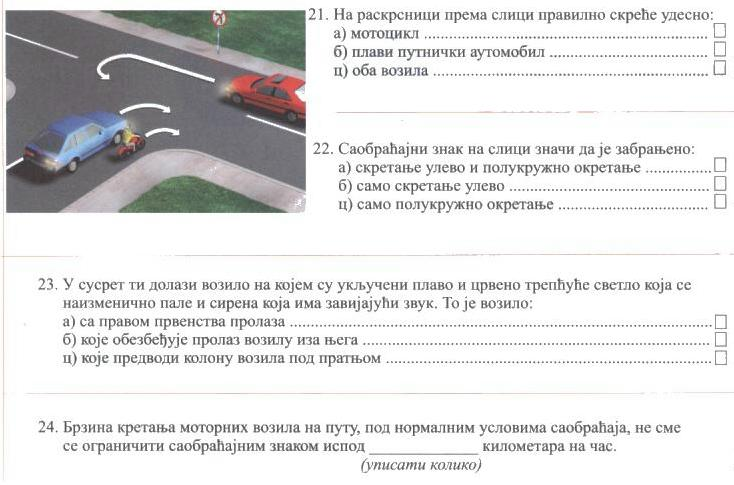 21. На раскрсници према слици правилно скреће удесно:
а) мотоцикл
б) плави путнички аутомобил
ц) оба возила
22. Саобраћајни знак на слици значи да је забрањено:
а) скретање улево и полукружно окретање
б) само скретање улево
ц) само полукружно окретање
23. У сусрет ти долази возило на којем су укључени плаво и црвено трепћуће светло која се
наизменично пале и сирена која има завијајући звук. То је возило:
а) са правом првенства пролаза
б) које обезбеђује пролаз возилу иза њега
ц) које предводи колону возила под пратњом
24. Брзина кретања моторних возила на путу, под нормалним условима саобраћаја, не сме
се ограничити саобраћајним знаком испод ____________ километара на час.
(уписати колико)